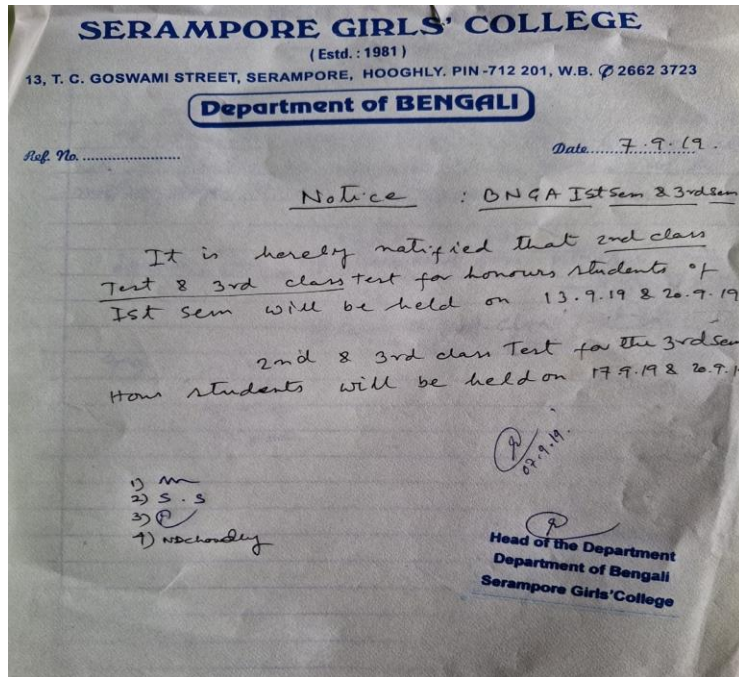 SERAMPORE GIRLS' COLLEGE
( Estd. : 1981 )
13, T. C. GOSWAMI STREET, SERAMPORE, HOOGHLY. PIN -712 201, W.B. ✆ 2662 3723
Department of BENGALI
Ref. No. .......................... Date...... 7.9.19.
Notice : BNGA Ist Sem & 3rd sem
It is hereby notified that 2nd class
Test & 3rd class Test for honours students of
Ist Sem will be held on 13.9.19 & 20.9.19
2nd & 3rd class Test for the 3rd sem
Hons students will be held on 17.9.19 & 20.9.1
07.9.19.
1)
2) S.S
3)
4) NDChowdhury
Head of the Department
Department of Bengali
Serampore Girls'College